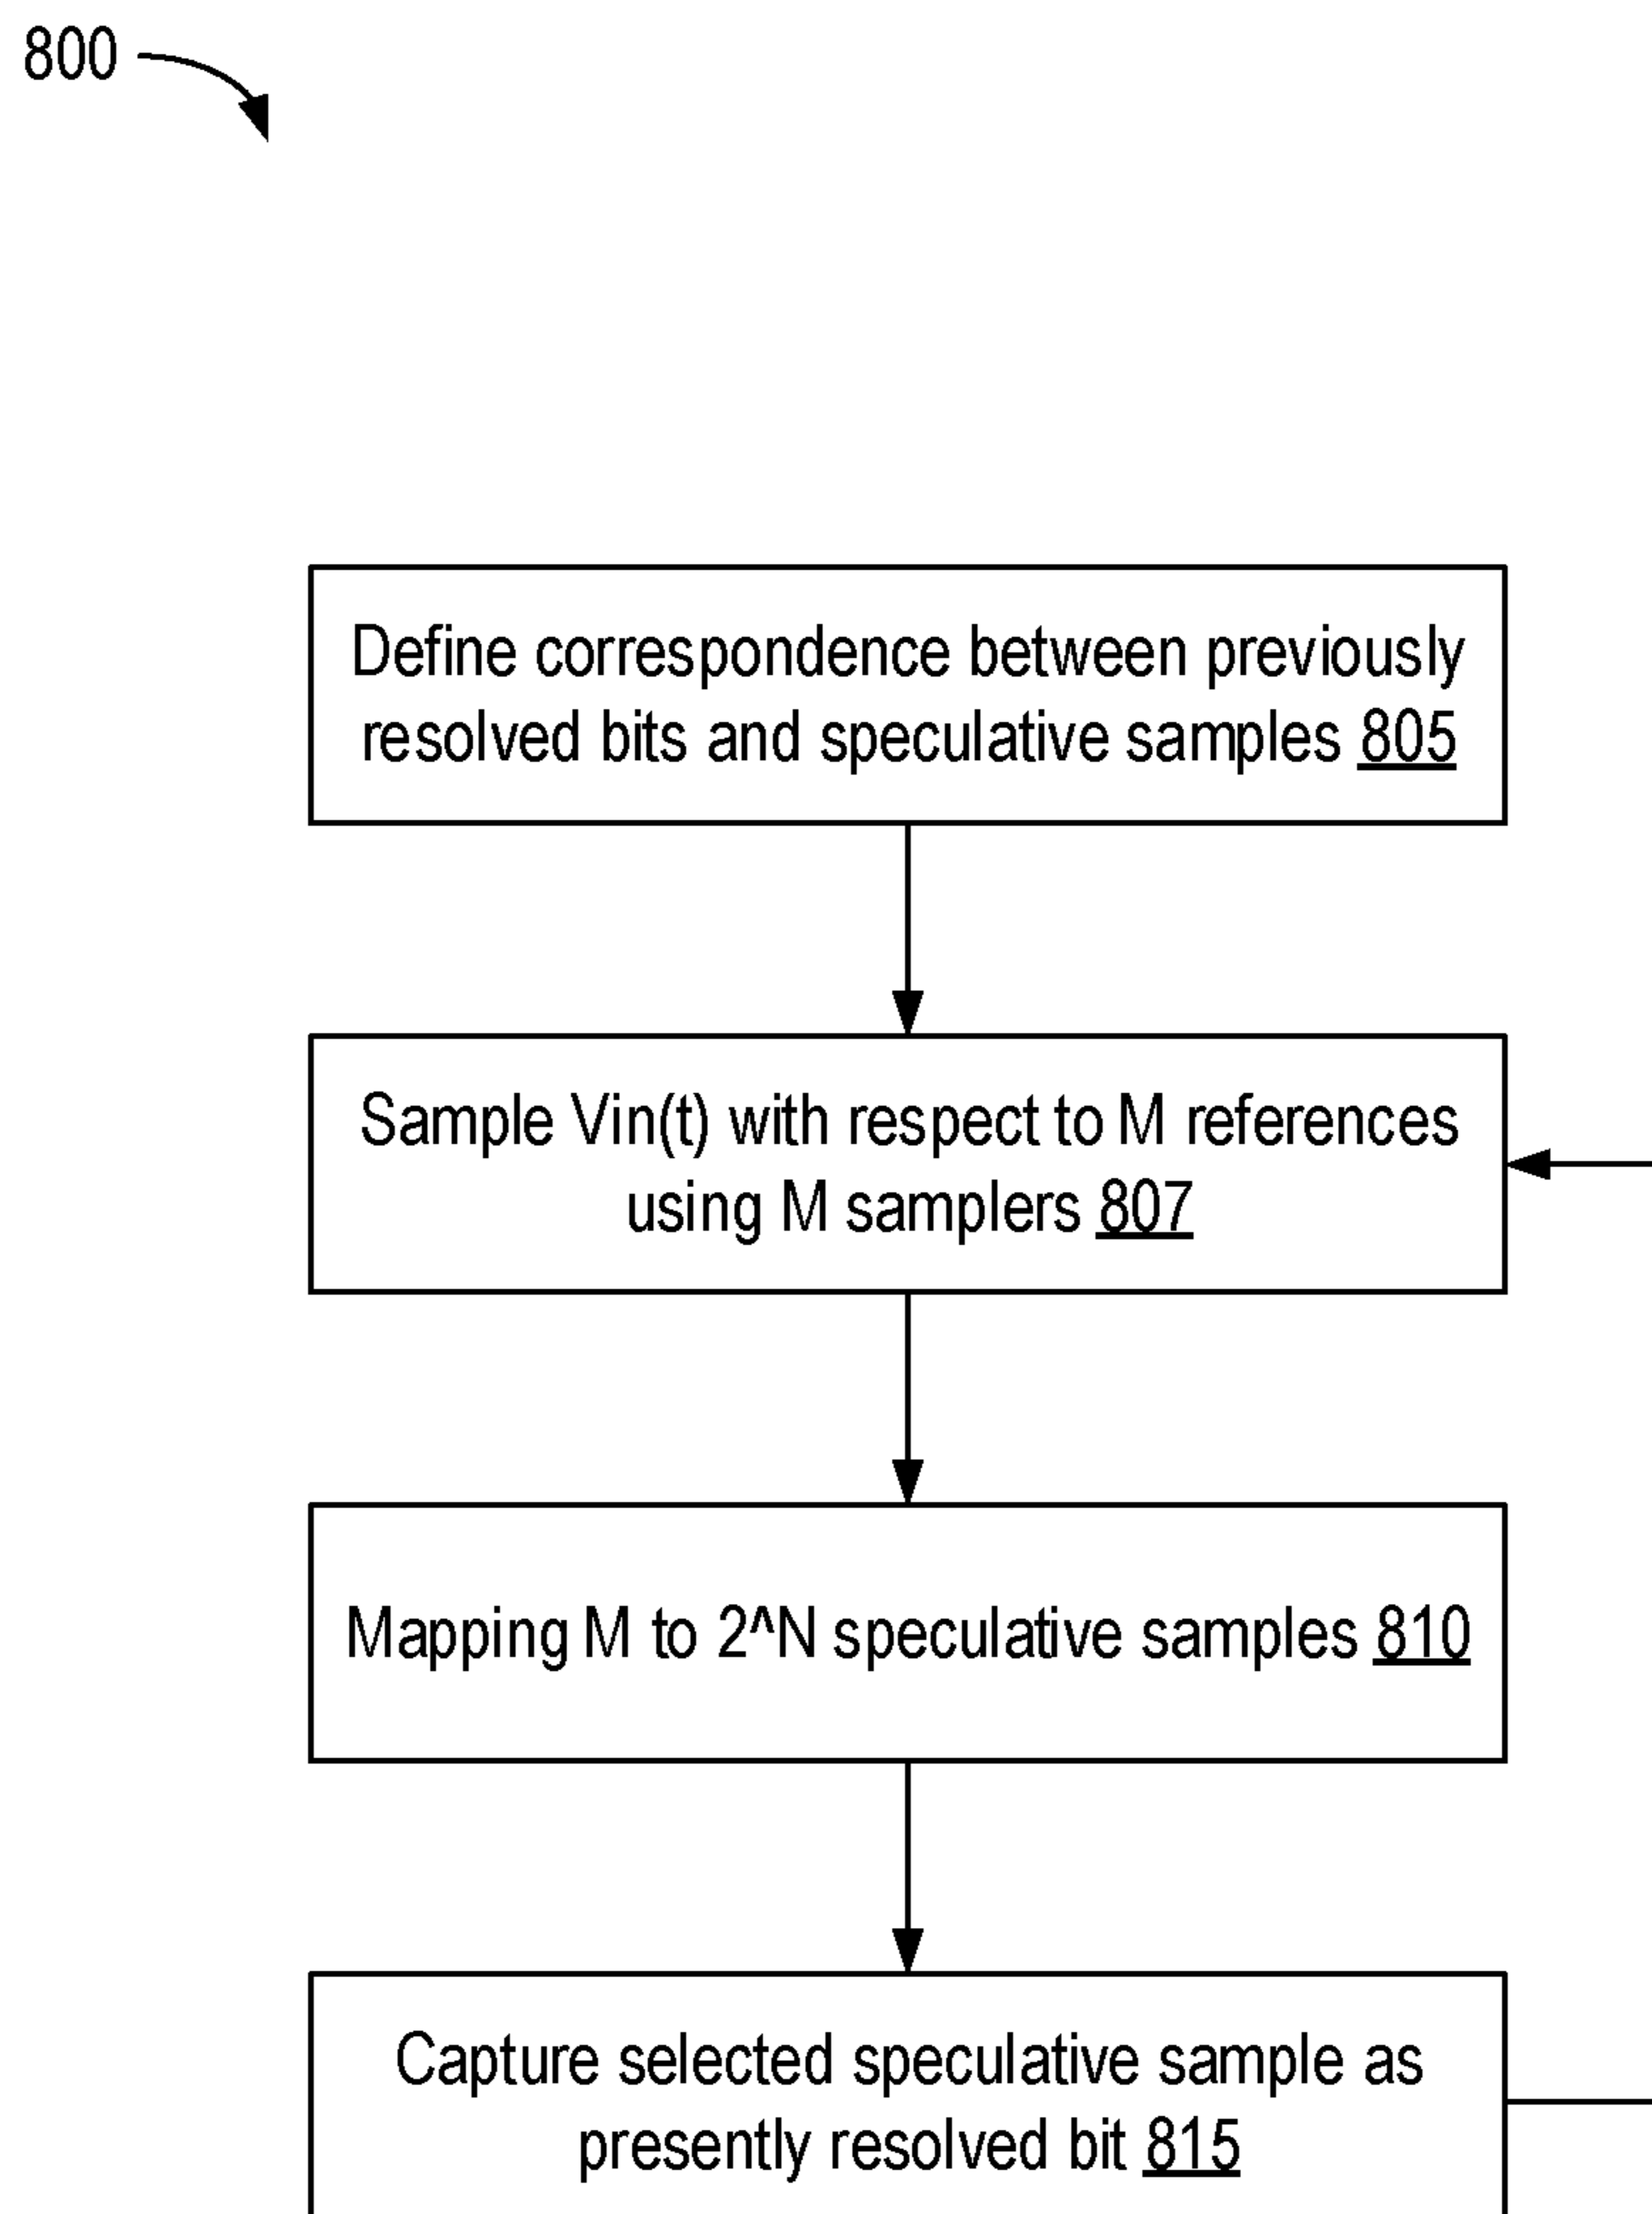 800
Define correspondence between previously
resolved bits and speculative samples 805
Sample Vin(t) with respect to M references
using M samplers 807
Mapping M to 2^N speculative samples 810
Capture selected speculative sample as
presently resolved bit 815